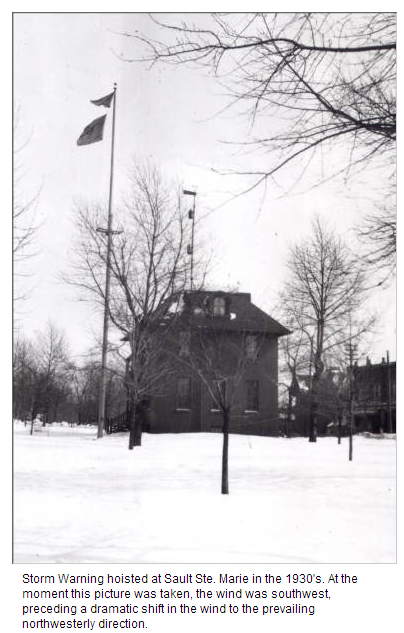 Storm Warning hoisted at Sault Ste. Marie in the 1930's. At the
moment this picture was taken, the wind was southwest,
preceding a dramatic shift in the wind to the prevailing
northwesterly direction.